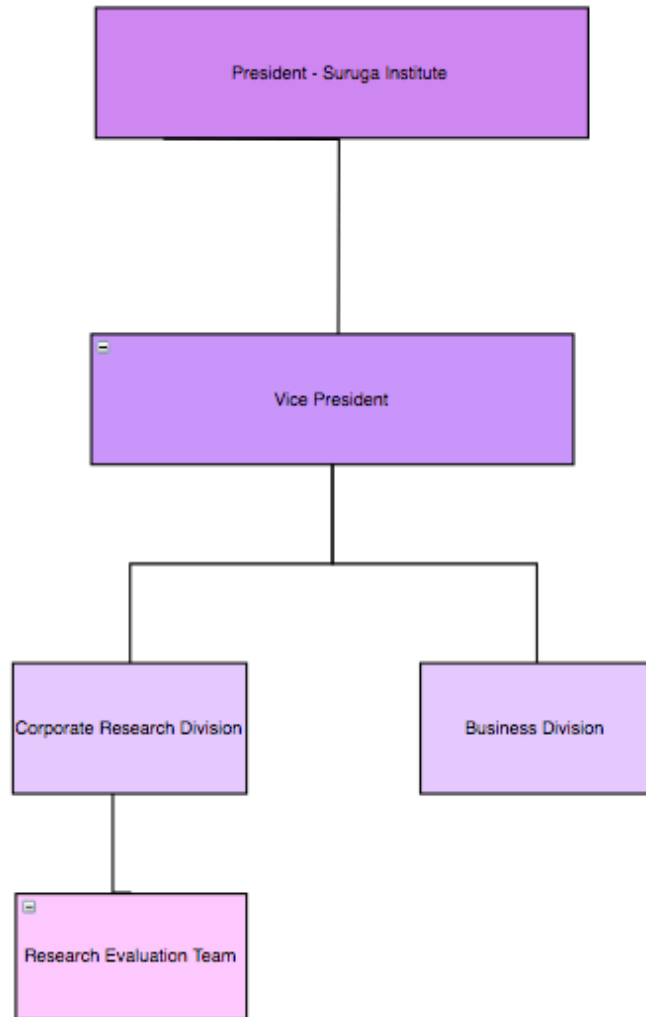 President - Suruga Institute
Vice President
Corporate Research Division
Business Division
Research Evaluation Team